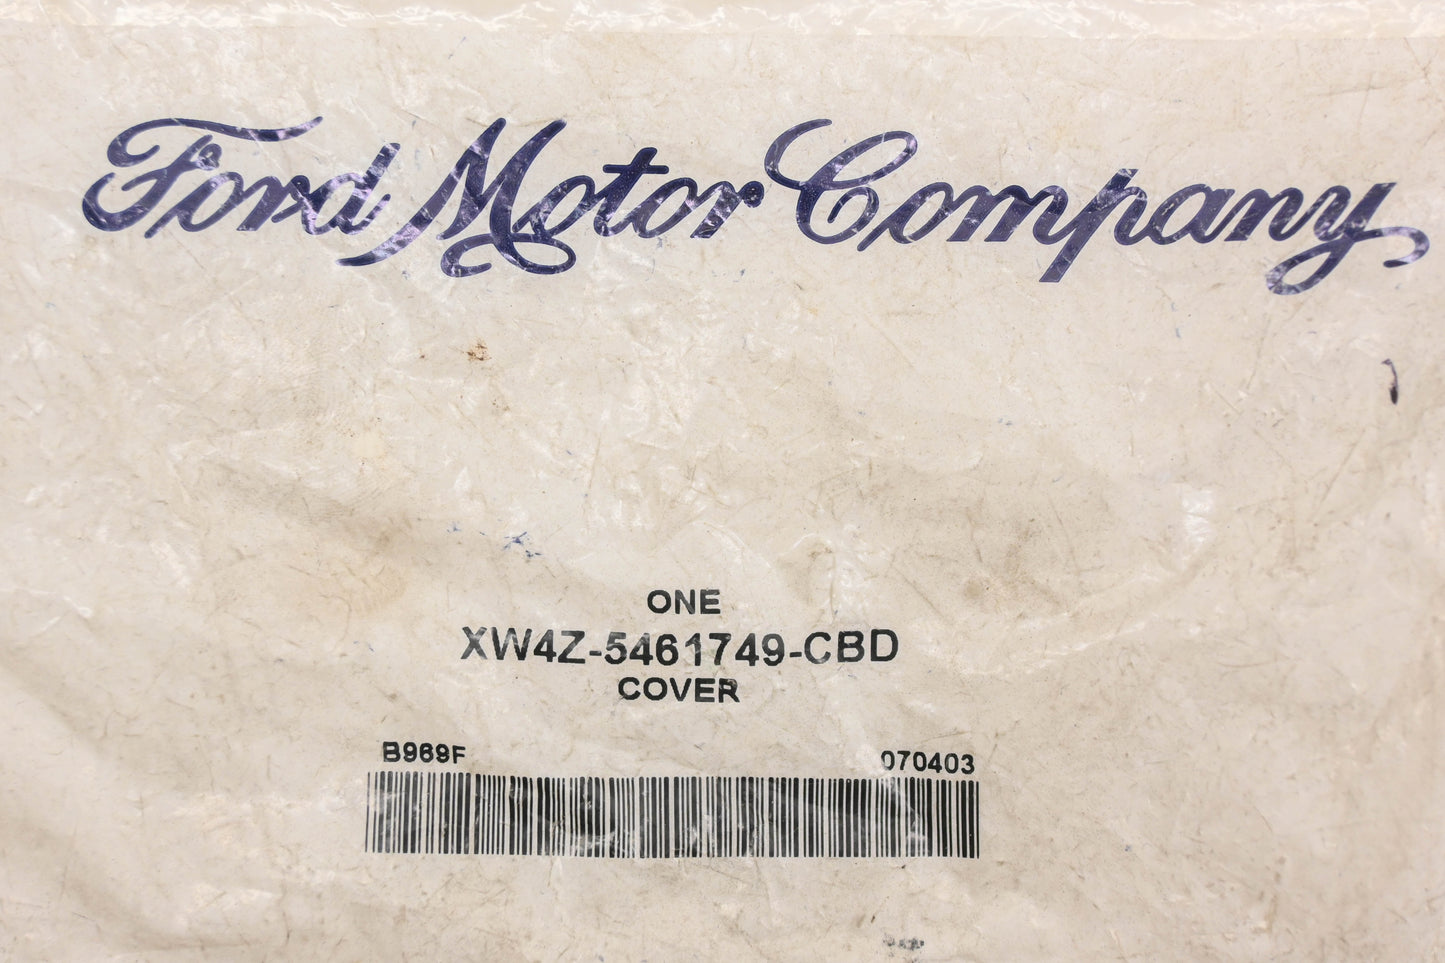 Ford Motor Company
ONE
XW4Z-5461749-CBD
COVER
B969F 070403